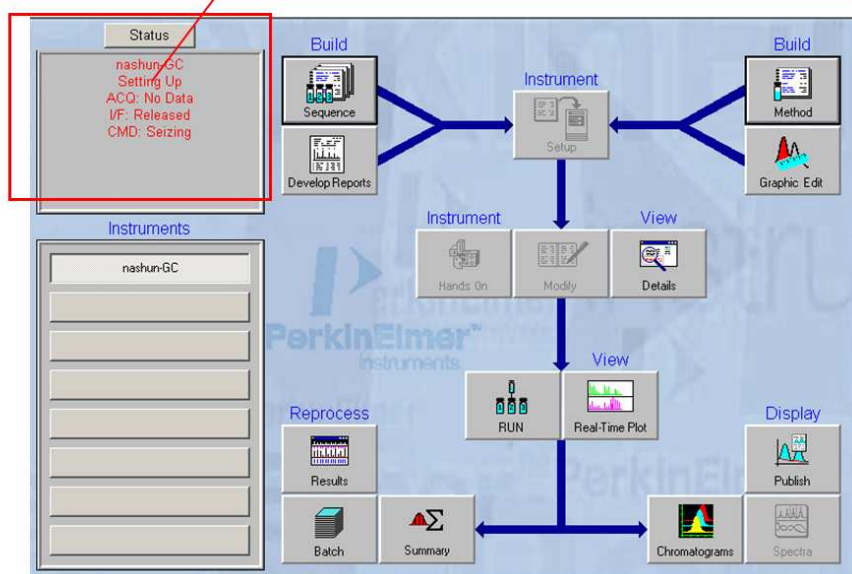 Status
nashun-GC
Setting Up
ACQ: No Data
I/F: Released
CMD: Seizing
Instruments
nashun-GC
Build
Sequence
Develop Reports
Instrument
Setup
Build
Method
Graphic Edit
Instrument
Hands On
Modify
View
Details
PerkinElmer™
instruments.
RUN
View
Real-Time Plot
Reprocess
Results
Batch
Summary
Display
Publish
Chromatograms
Spectra